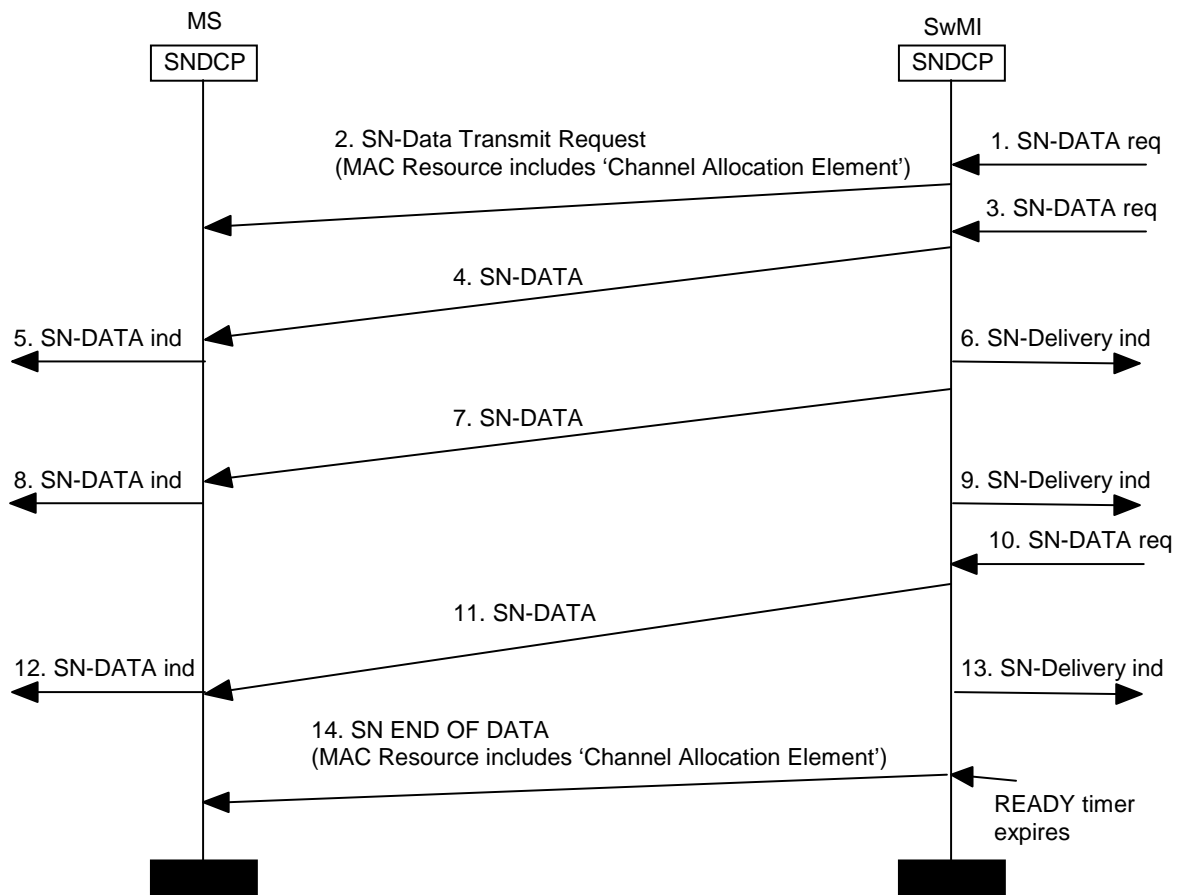 MS
SwMI
SNDCP
SNDCP
2. SN-Data Transmit Request
(MAC Resource includes ‘Channel Allocation Element’)
1. SN-DATA req
3. SN-DATA req
4. SN-DATA
5. SN-DATA ind
6. SN-Delivery ind
7. SN-DATA
8. SN-DATA ind
9. SN-Delivery ind
10. SN-DATA req
11. SN-DATA
12. SN-DATA ind
13. SN-Delivery ind
14. SN END OF DATA
(MAC Resource includes ‘Channel Allocation Element’)
READY timer
expires